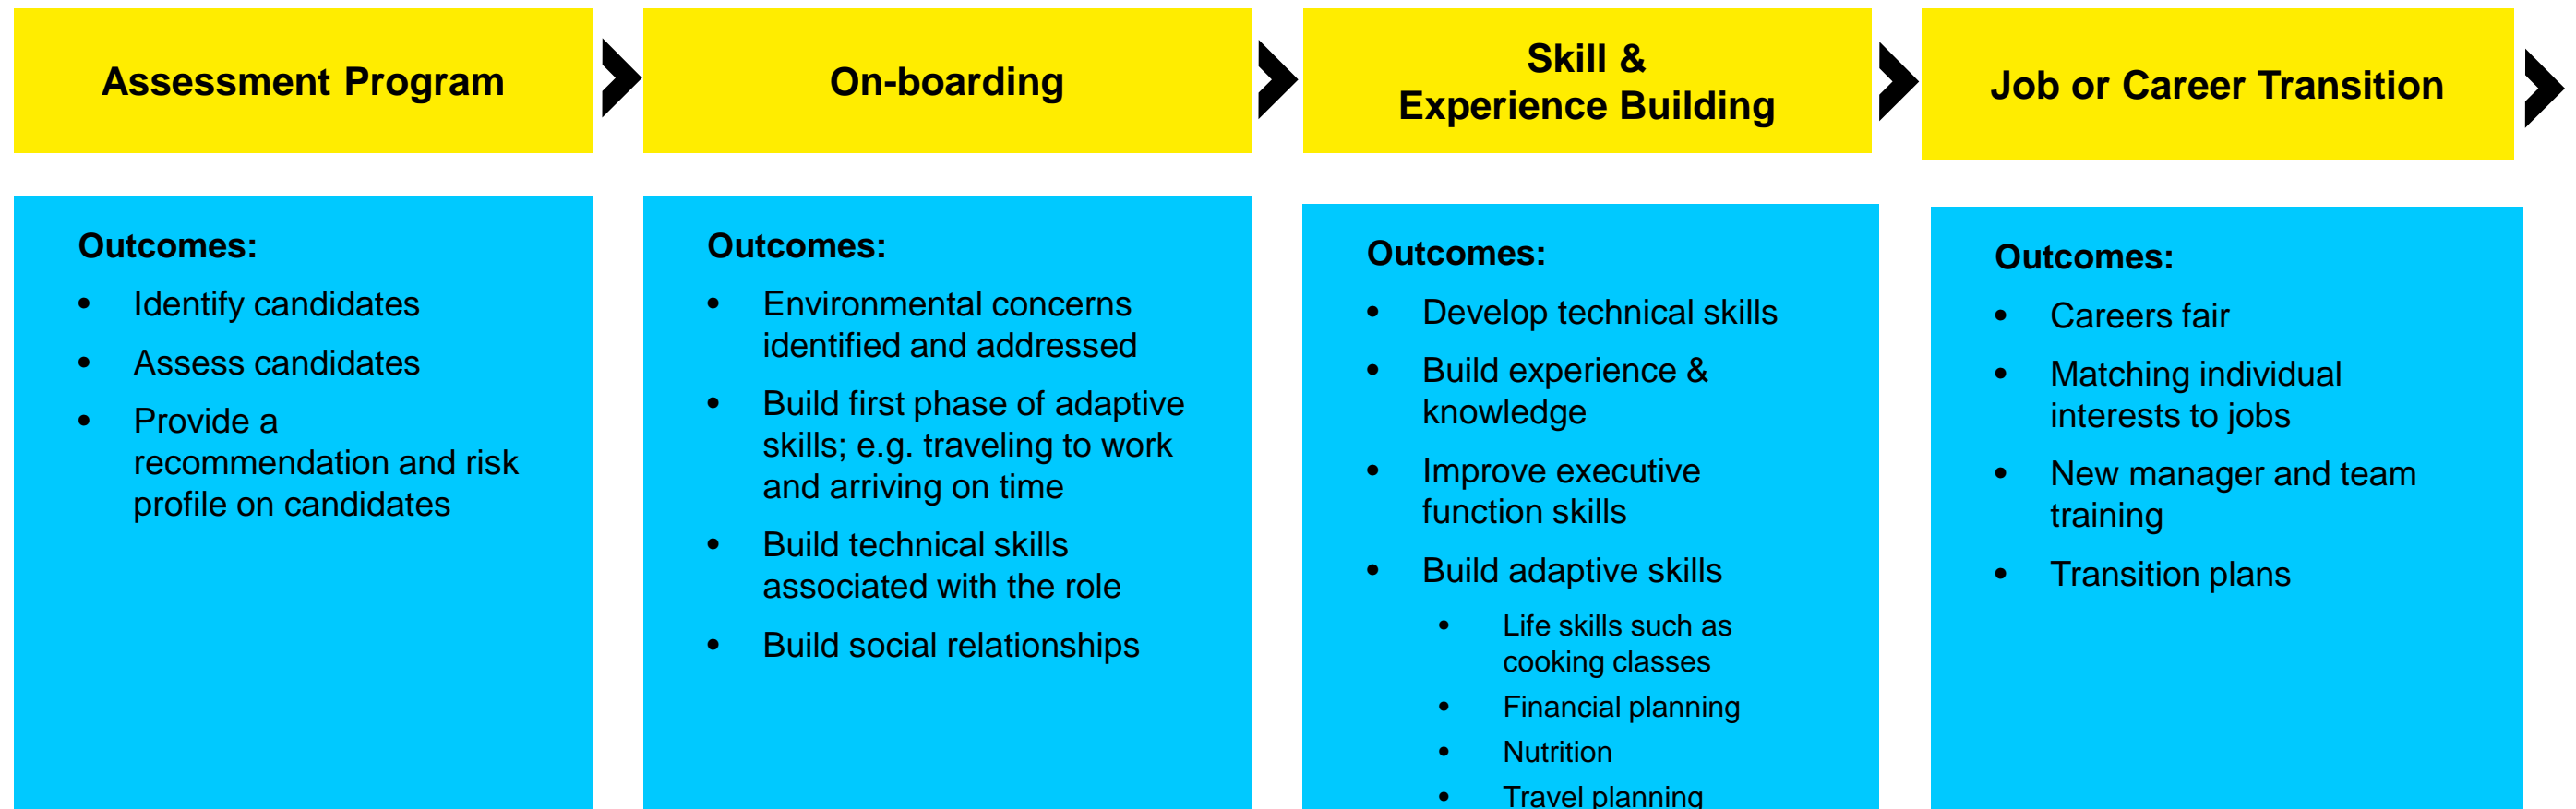 Assessment Program
On-boarding
Skill &
Experience Building
Job or Career Transition
Outcomes:
• Identify candidates
• Assess candidates
• Provide a
recommendation and risk
profile on candidates
Outcomes:
• Environmental concerns
identified and addressed
• Build first phase of adaptive
skills; e.g. traveling to work
and arriving on time
• Build technical skills
associated with the role
• Build social relationships
Outcomes:
• Develop technical skills
• Build experience &
knowledge
• Improve executive
function skills
• Build adaptive skills
• Life skills such as
cooking classes
• Financial planning
• Nutrition
• Travel planning
Outcomes:
• Careers fair
• Matching individual
interests to jobs
• New manager and team
training
• Transition plans